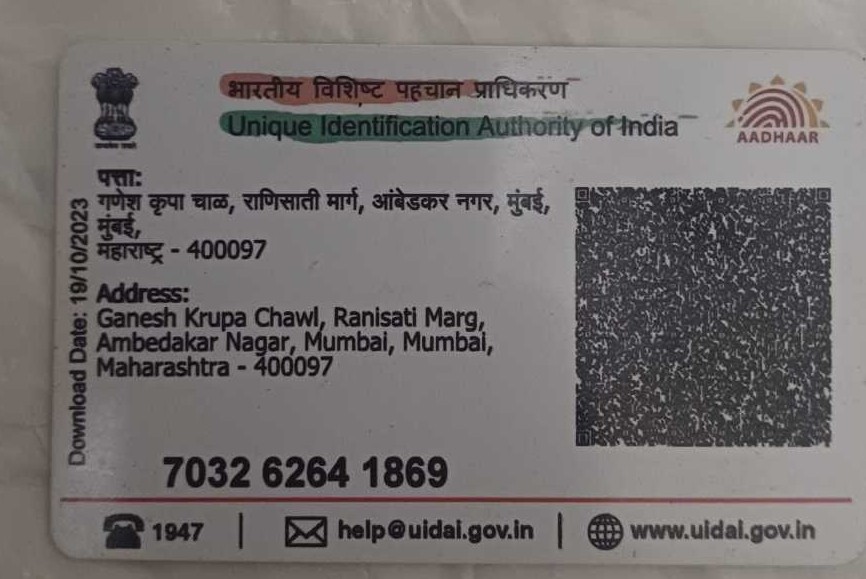 भारतीय विशिष्ट पहचान प्राधिकरण
Unique Identification Authority of India
AADHAAR
पत्ता:
गणेश कृपा चाळ, राणिसाती मार्ग, आंबेडकर नगर, मुंबई,
मुंबई,
महाराष्ट्र - 400097
Address:
Ganesh Krupa Chawl, Ranisati Marg,
Ambedakar Nagar, Mumbai, Mumbai,
Maharashtra - 400097
Download Date: 19/10/2023
7032 6264 1869
1947 | help@uidai.gov.in | www.uidai.gov.in